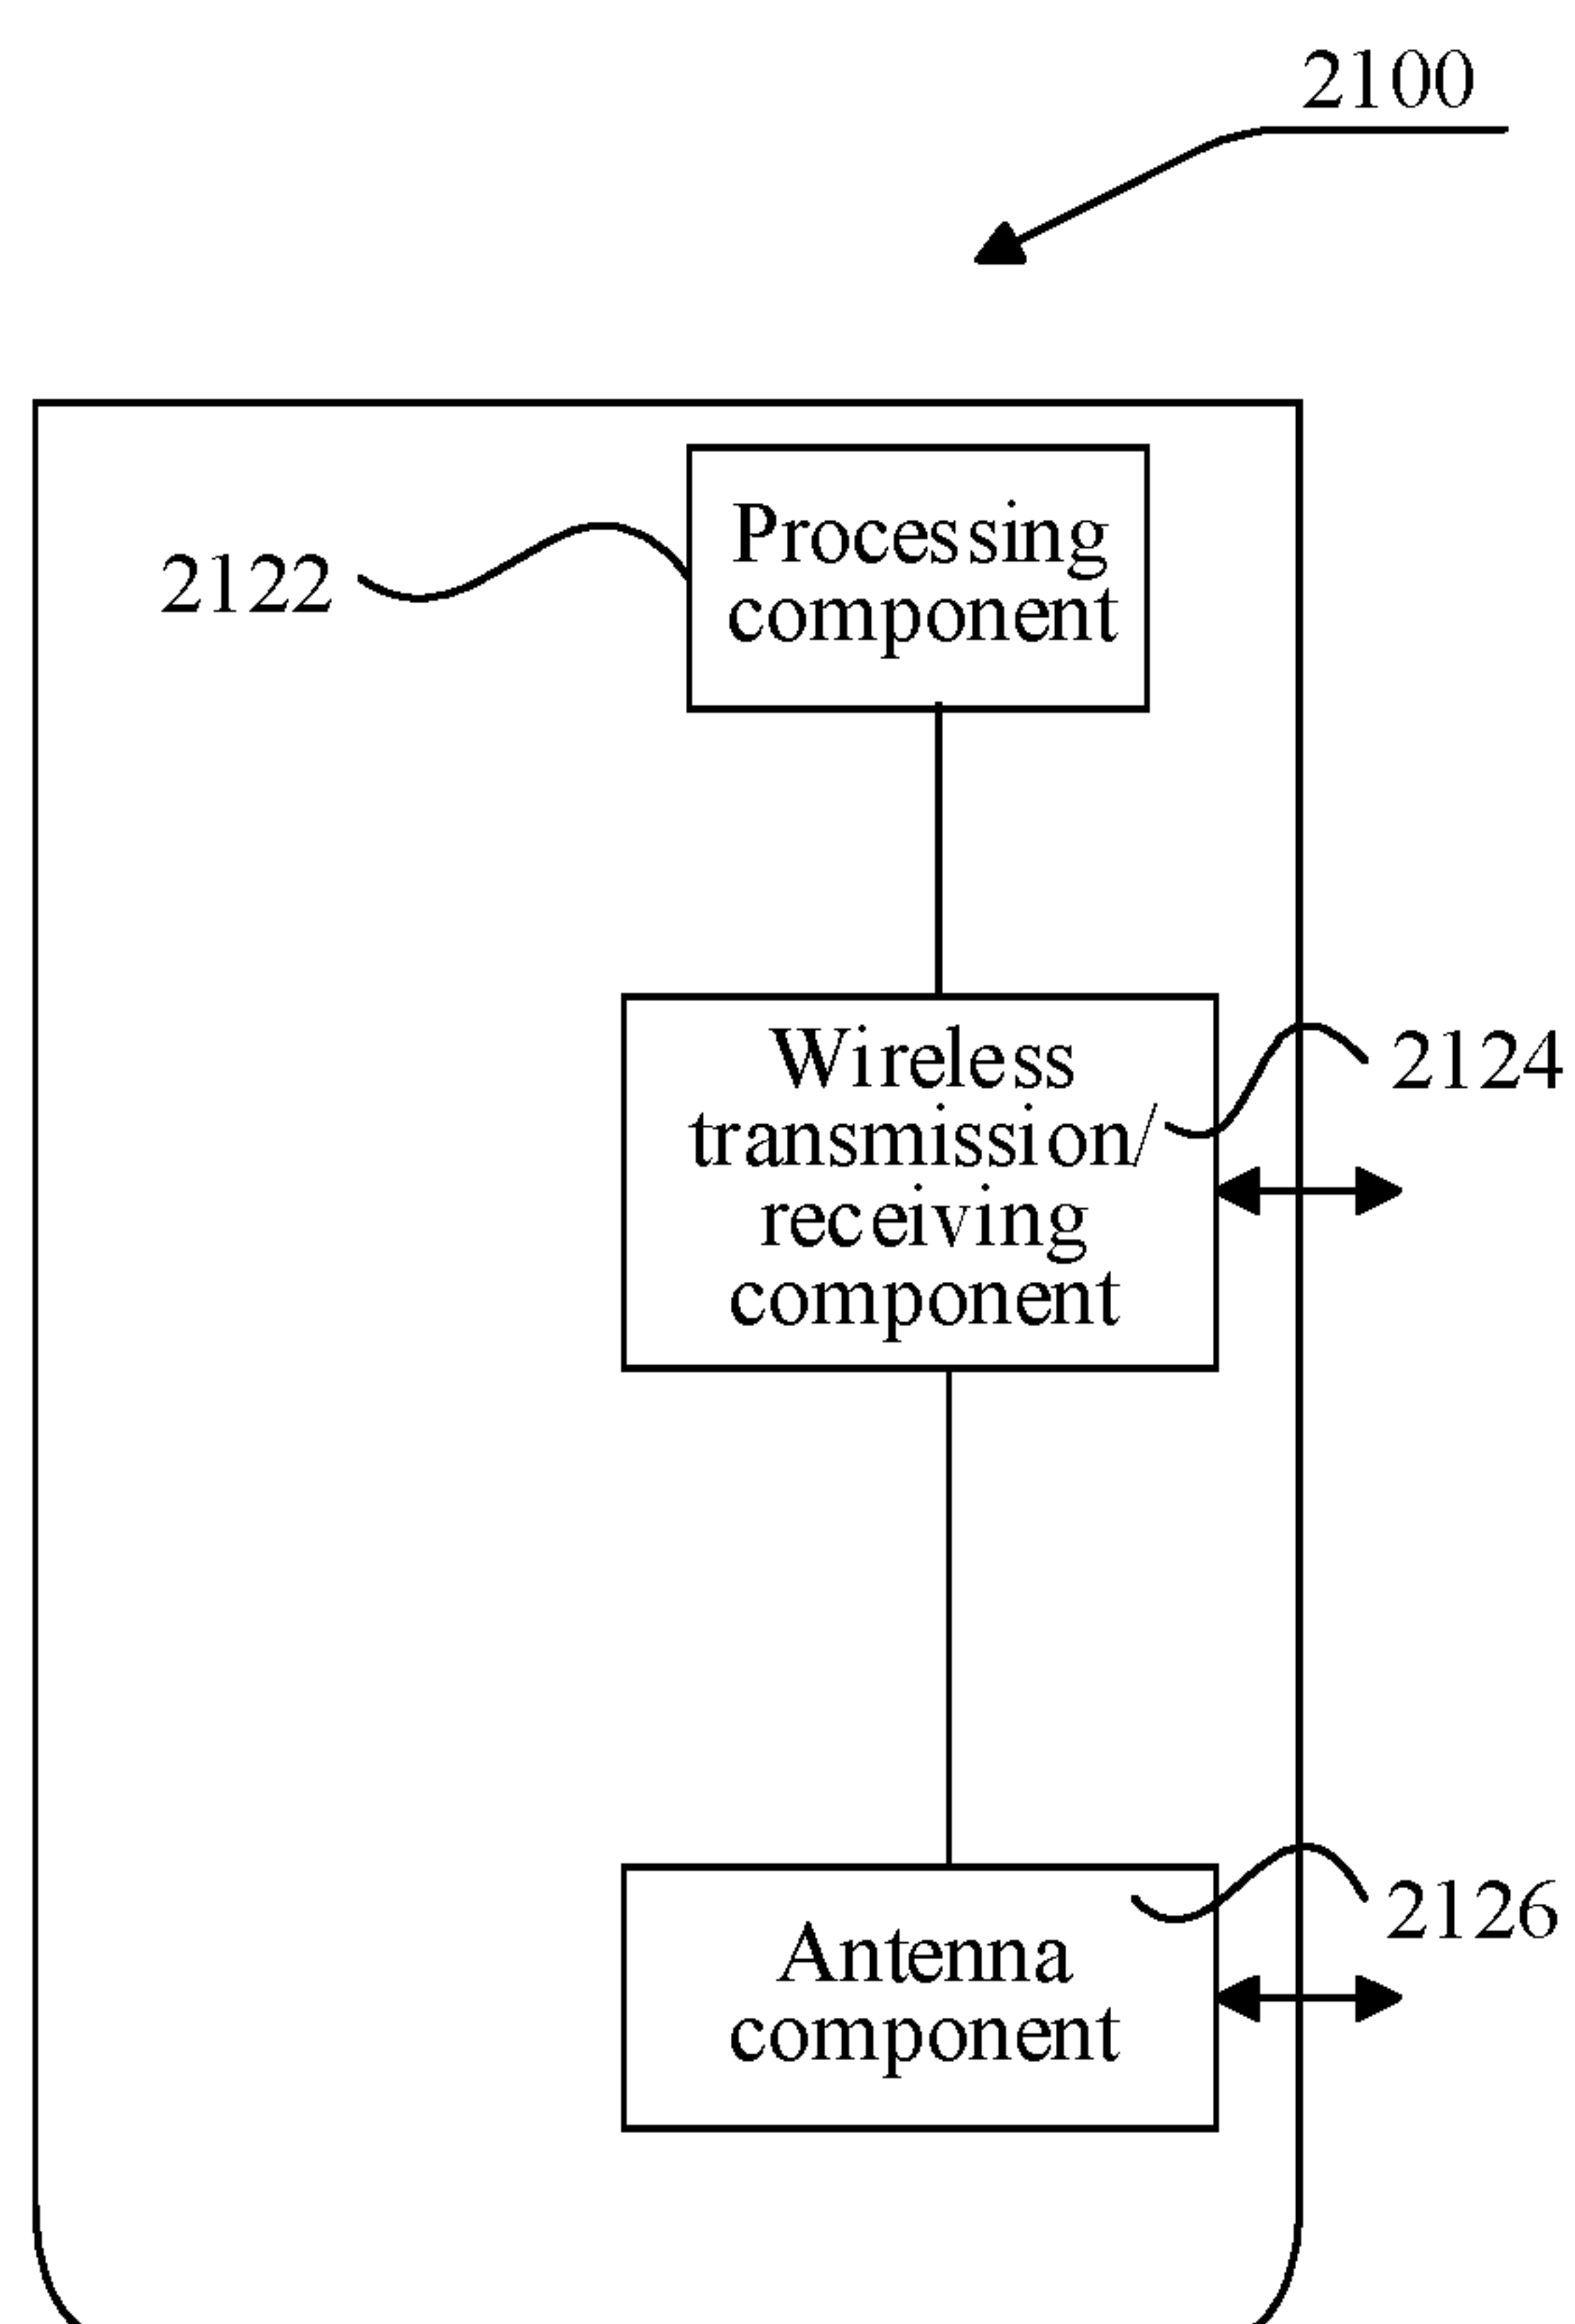 2100
2122
Processing
component
Wireless
transmission/
receiving
component
2124
2126
Antenna
component